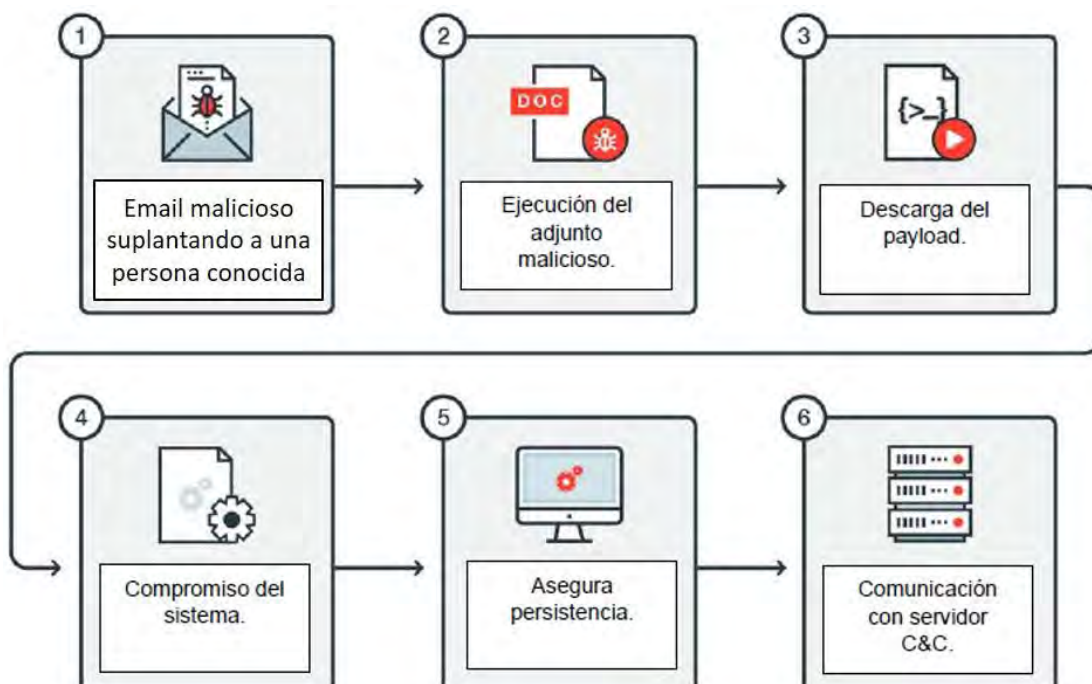 1
Email malicioso
suplantando a una
persona conocida
2
DOC
Ejecución del
adjunto
malicioso.
3
{>_}
Descarga del
payload.
4
Compromiso del
sistema.
5
Asegura
persistencia.
6
Comunicación
con servidor
C&C.